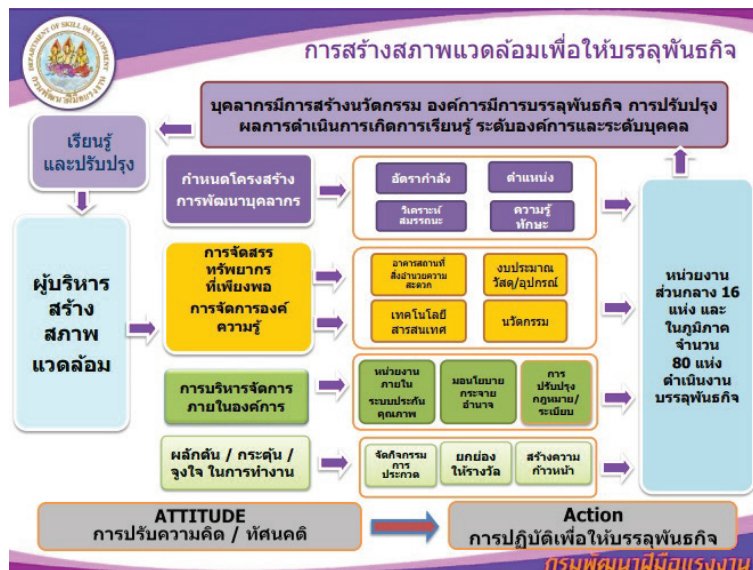 DEPARTMENT OF SKILL DEVELOPMENT
กรมพัฒนาฝีมือแรงงาน
การสร้างสภาพแวดล้อมเพื่อให้บรรลุพันธกิจ
บุคลากรมีการสร้างนวัตกรรม องค์การมีการบรรลุพันธกิจ การปรับปรุง
ผลการดำเนินการเกิดการเรียนรู้ ระดับองค์การและระดับบุคคล
เรียนรู้
และปรับปรุง
ผู้บริหาร
สร้าง
สภาพ
แวดล้อม
กำหนดโครงสร้าง
การพัฒนาบุคลากร
อัตรากำลัง
ตำแหน่ง
วิเคราะห์
สมรรถนะ
ความรู้
ทักษะ
การจัดสรร
ทรัพยากร
ที่เพียงพอ
การจัดการองค์
ความรู้
อาคารสถานที่
สิ่งอำนวยความ
สะดวก
งบประมาณ
วัสดุ/อุปกรณ์
เทคโนโลยี
สารสนเทศ
นวัตกรรม
การบริหารจัดการ
ภายในองค์การ
หน่วยงาน
ภายใน
ระบบประกัน
คุณภาพ
มอบนโยบาย
กระจาย
อำนาจ
การ
ปรับปรุง
กฎหมาย/
ระเบียบ
ผลักดัน / กระตุ้น /
จูงใจ ในการทำงาน
จัดกิจกรรม
การ
ประกวด
ยกย่อง
ให้รางวัล
สร้างความ
ก้าวหน้า
หน่วยงาน
ส่วนกลาง 16
แห่ง และ
ในภูมิภาค
จำนวน
80 แห่ง
ดำเนินงาน
บรรลุพันธกิจ
ATTITUDE
การปรับความคิด / ทัศนคติ
Action
การปฏิบัติเพื่อให้บรรลุพันธกิจ
กรมพัฒนาฝีมือแรงงาน